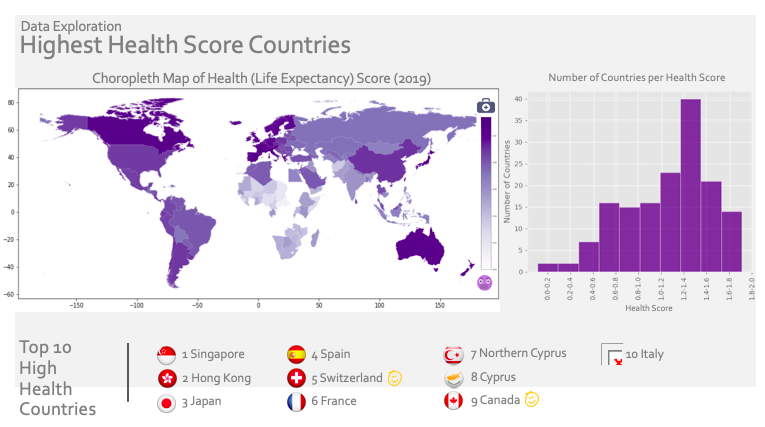 Data Exploration
Highest Health Score Countries
Choropleth Map of Health (Life Expectancy) Score (2019)
80
60
40
20
0
−20
−40
−60
−150
−100
−50
0
50
100
150
Number of Countries per Health Score
Number of Countries
40
35
30
25
20
15
10
5
0
0.0-0.2
0.2-0.4
0.4-0.6
0.6-0.8
0.8-1.0
1.0-1.2
1.2-1.4
1.4-1.6
1.6-1.8
1.8-2.0
Health Score
Top 10
High
Health
Countries
1 Singapore
2 Hong Kong
3 Japan
4 Spain
5 Switzerland
6 France
7 Northern Cyprus
8 Cyprus
9 Canada
10 Italy